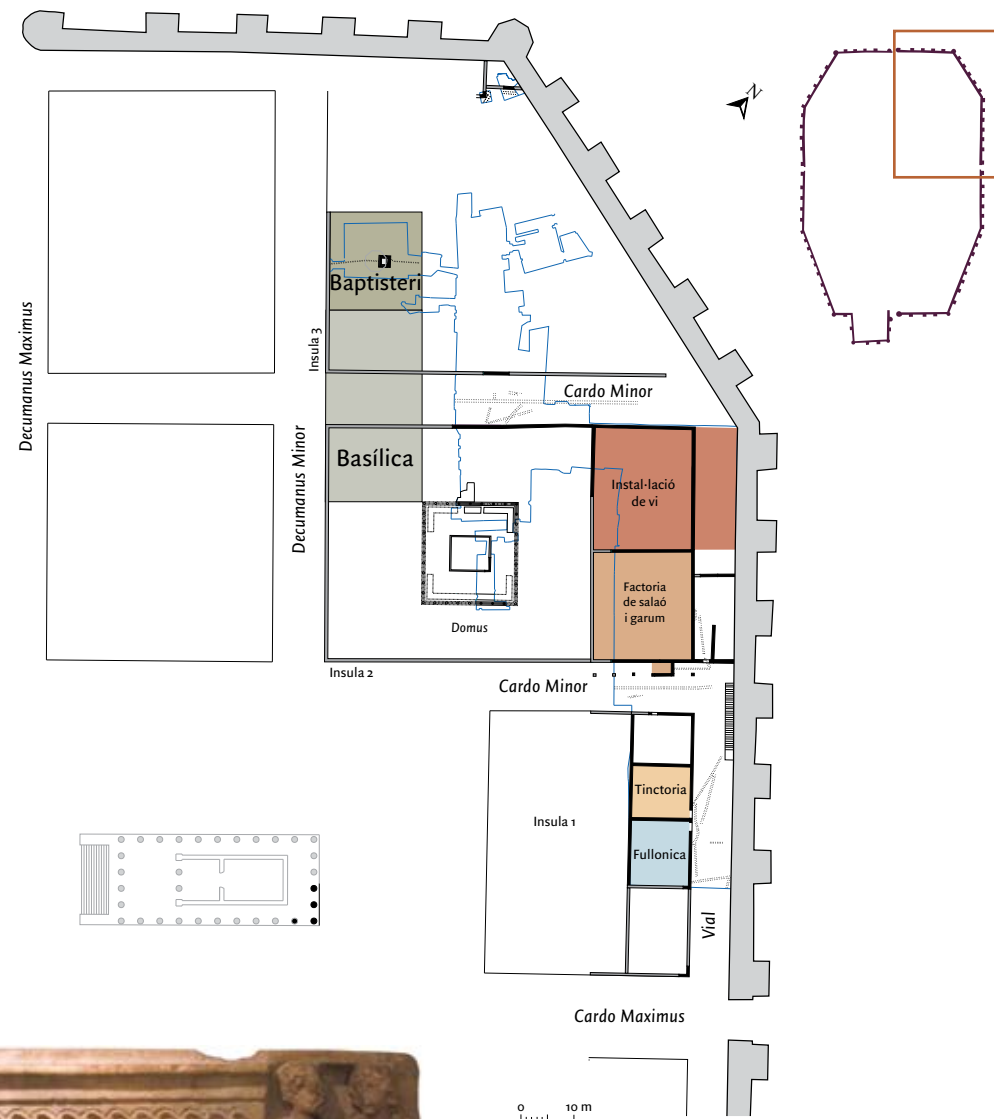 N
Decumanus Maximus
Baptisteri
Insula 3
Cardo Minor
Decumanus Minor
Basílica
Instal·lació
de vi
Factoria
de salaó
i garum
Domus
Insula 2
Cardo Minor
Tinctoria
Insula 1
Fullonica
Vial
Cardo Maximus
0 10 m